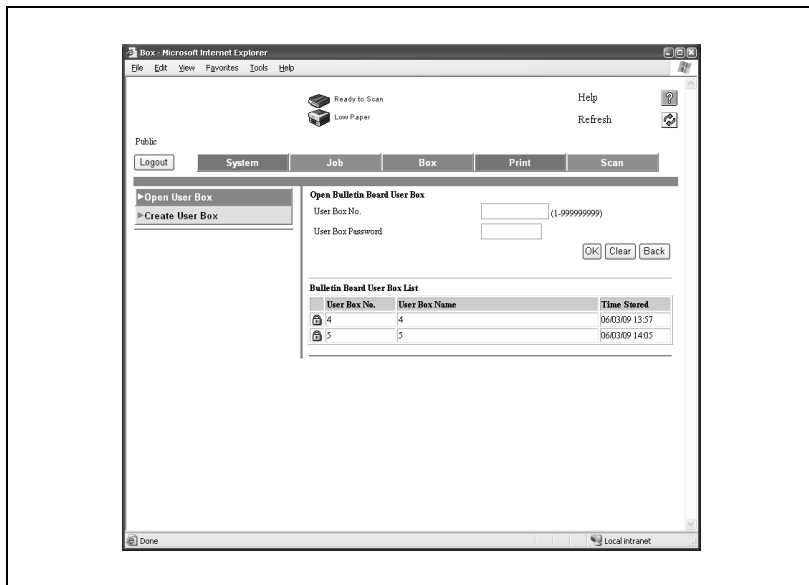 Box - Microsoft Internet Explorer
File Edit View Favorites Tools Help
Ready to Scan
Help
Low Paper
Refresh
Public
Logout System Job Box Print Scan
Open User Box
Create User Box
Open Bulletin Board User Box
User Box No. (1-999999999)
User Box Password
OK Clear Back
Bulletin Board User Box List
User Box No. User Box Name Time Stored
4 4 06/03/09 13:57
5 5 06/03/09 14:05
Done Local intranet